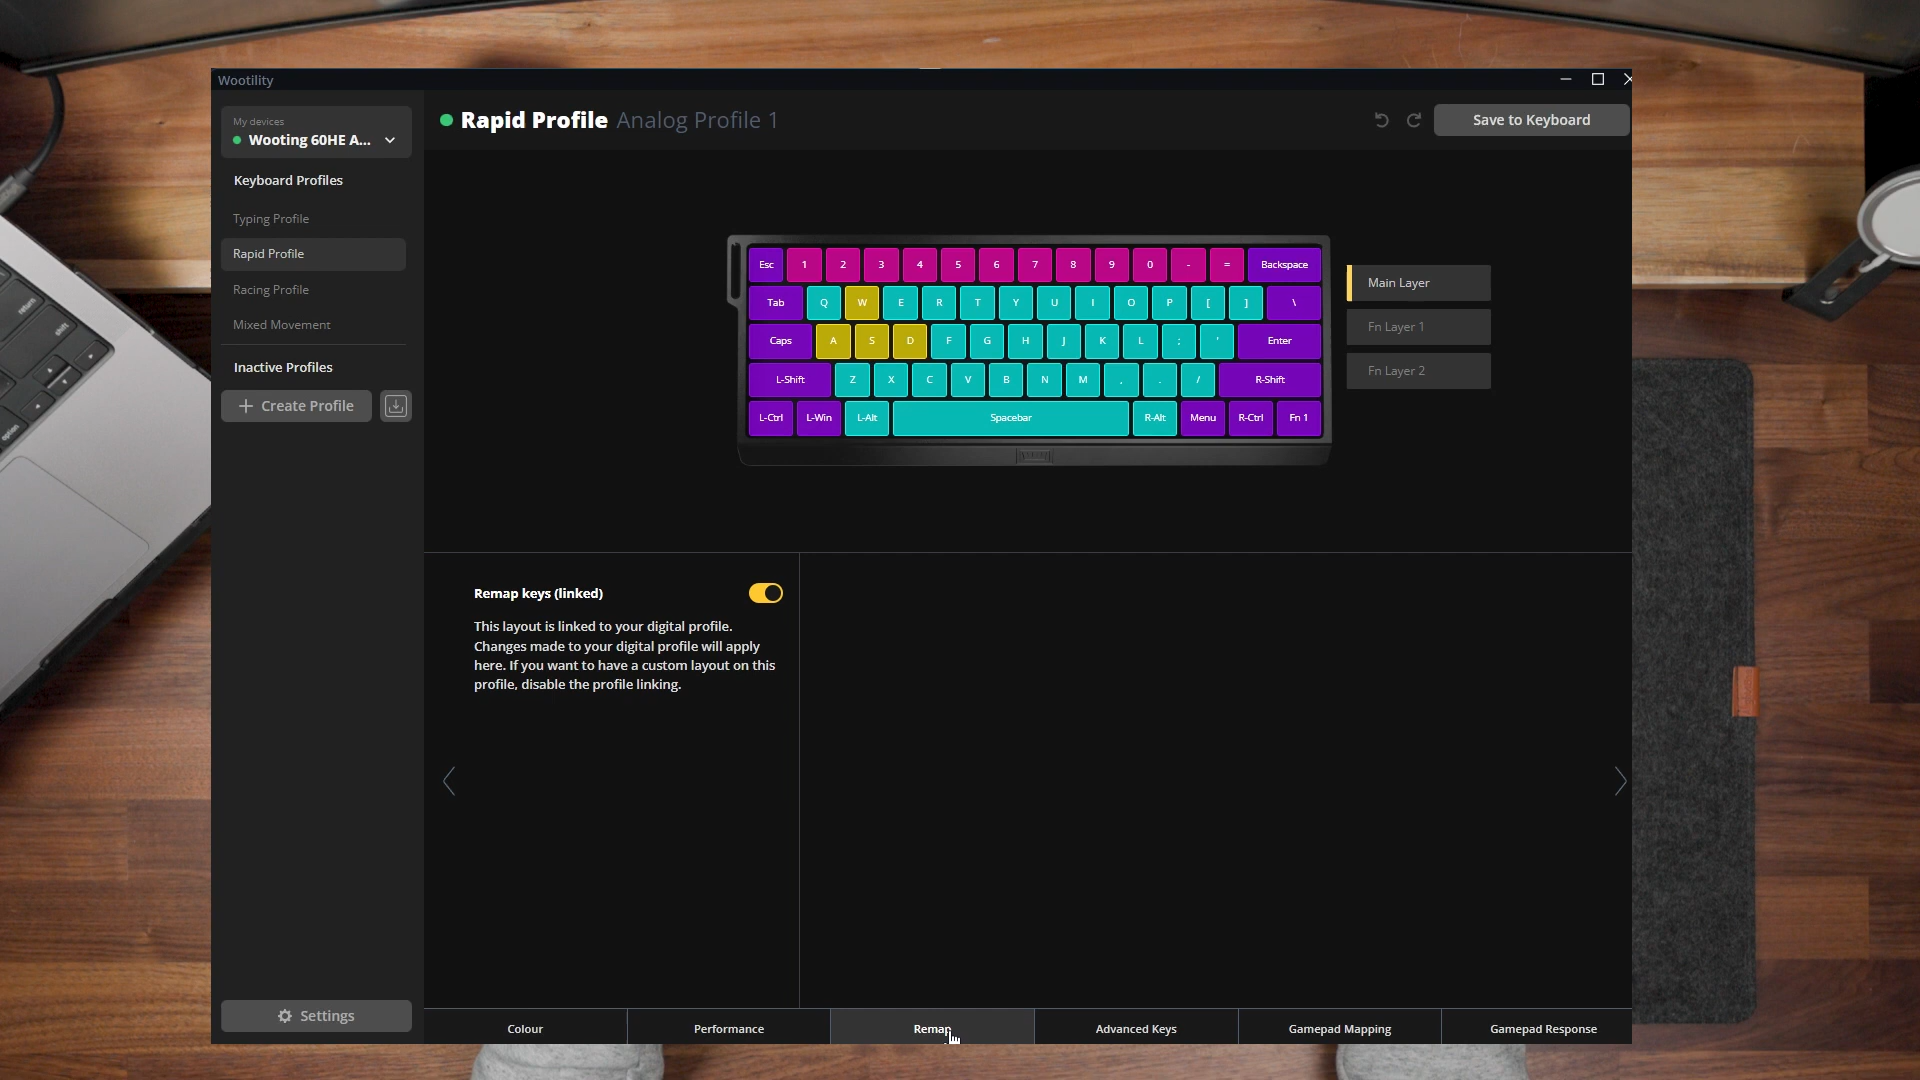 Wootility
My devices
Wooting 60HE A...
Keyboard Profiles
Typing Profile
Rapid Profile
Racing Profile
Mixed Movement
Inactive Profiles
Create Profile
Settings
Rapid Profile Analog Profile 1
Save to Keyboard
Esc 1 2 3 4 5 6 7 8 9 0 - = Backspace
Tab Q W E R T Y U I O P [ ] \
Caps A S D F G H J K L ; ' Enter
L-Shift Z X C V B N M , . / R-Shift
L-Ctrl L-Win L-Alt Spacebar R-Alt Menu R-Ctrl Fn 1
Main Layer
Fn Layer 1
Fn Layer 2
Remap keys (linked)
This layout is linked to your digital profile.
Changes made to your digital profile will apply
here. If you want to have a custom layout on this
profile, disable the profile linking.
Colour
Performance
Remap
Advanced Keys
Gamepad Mapping
Gamepad Response
return
shift
option